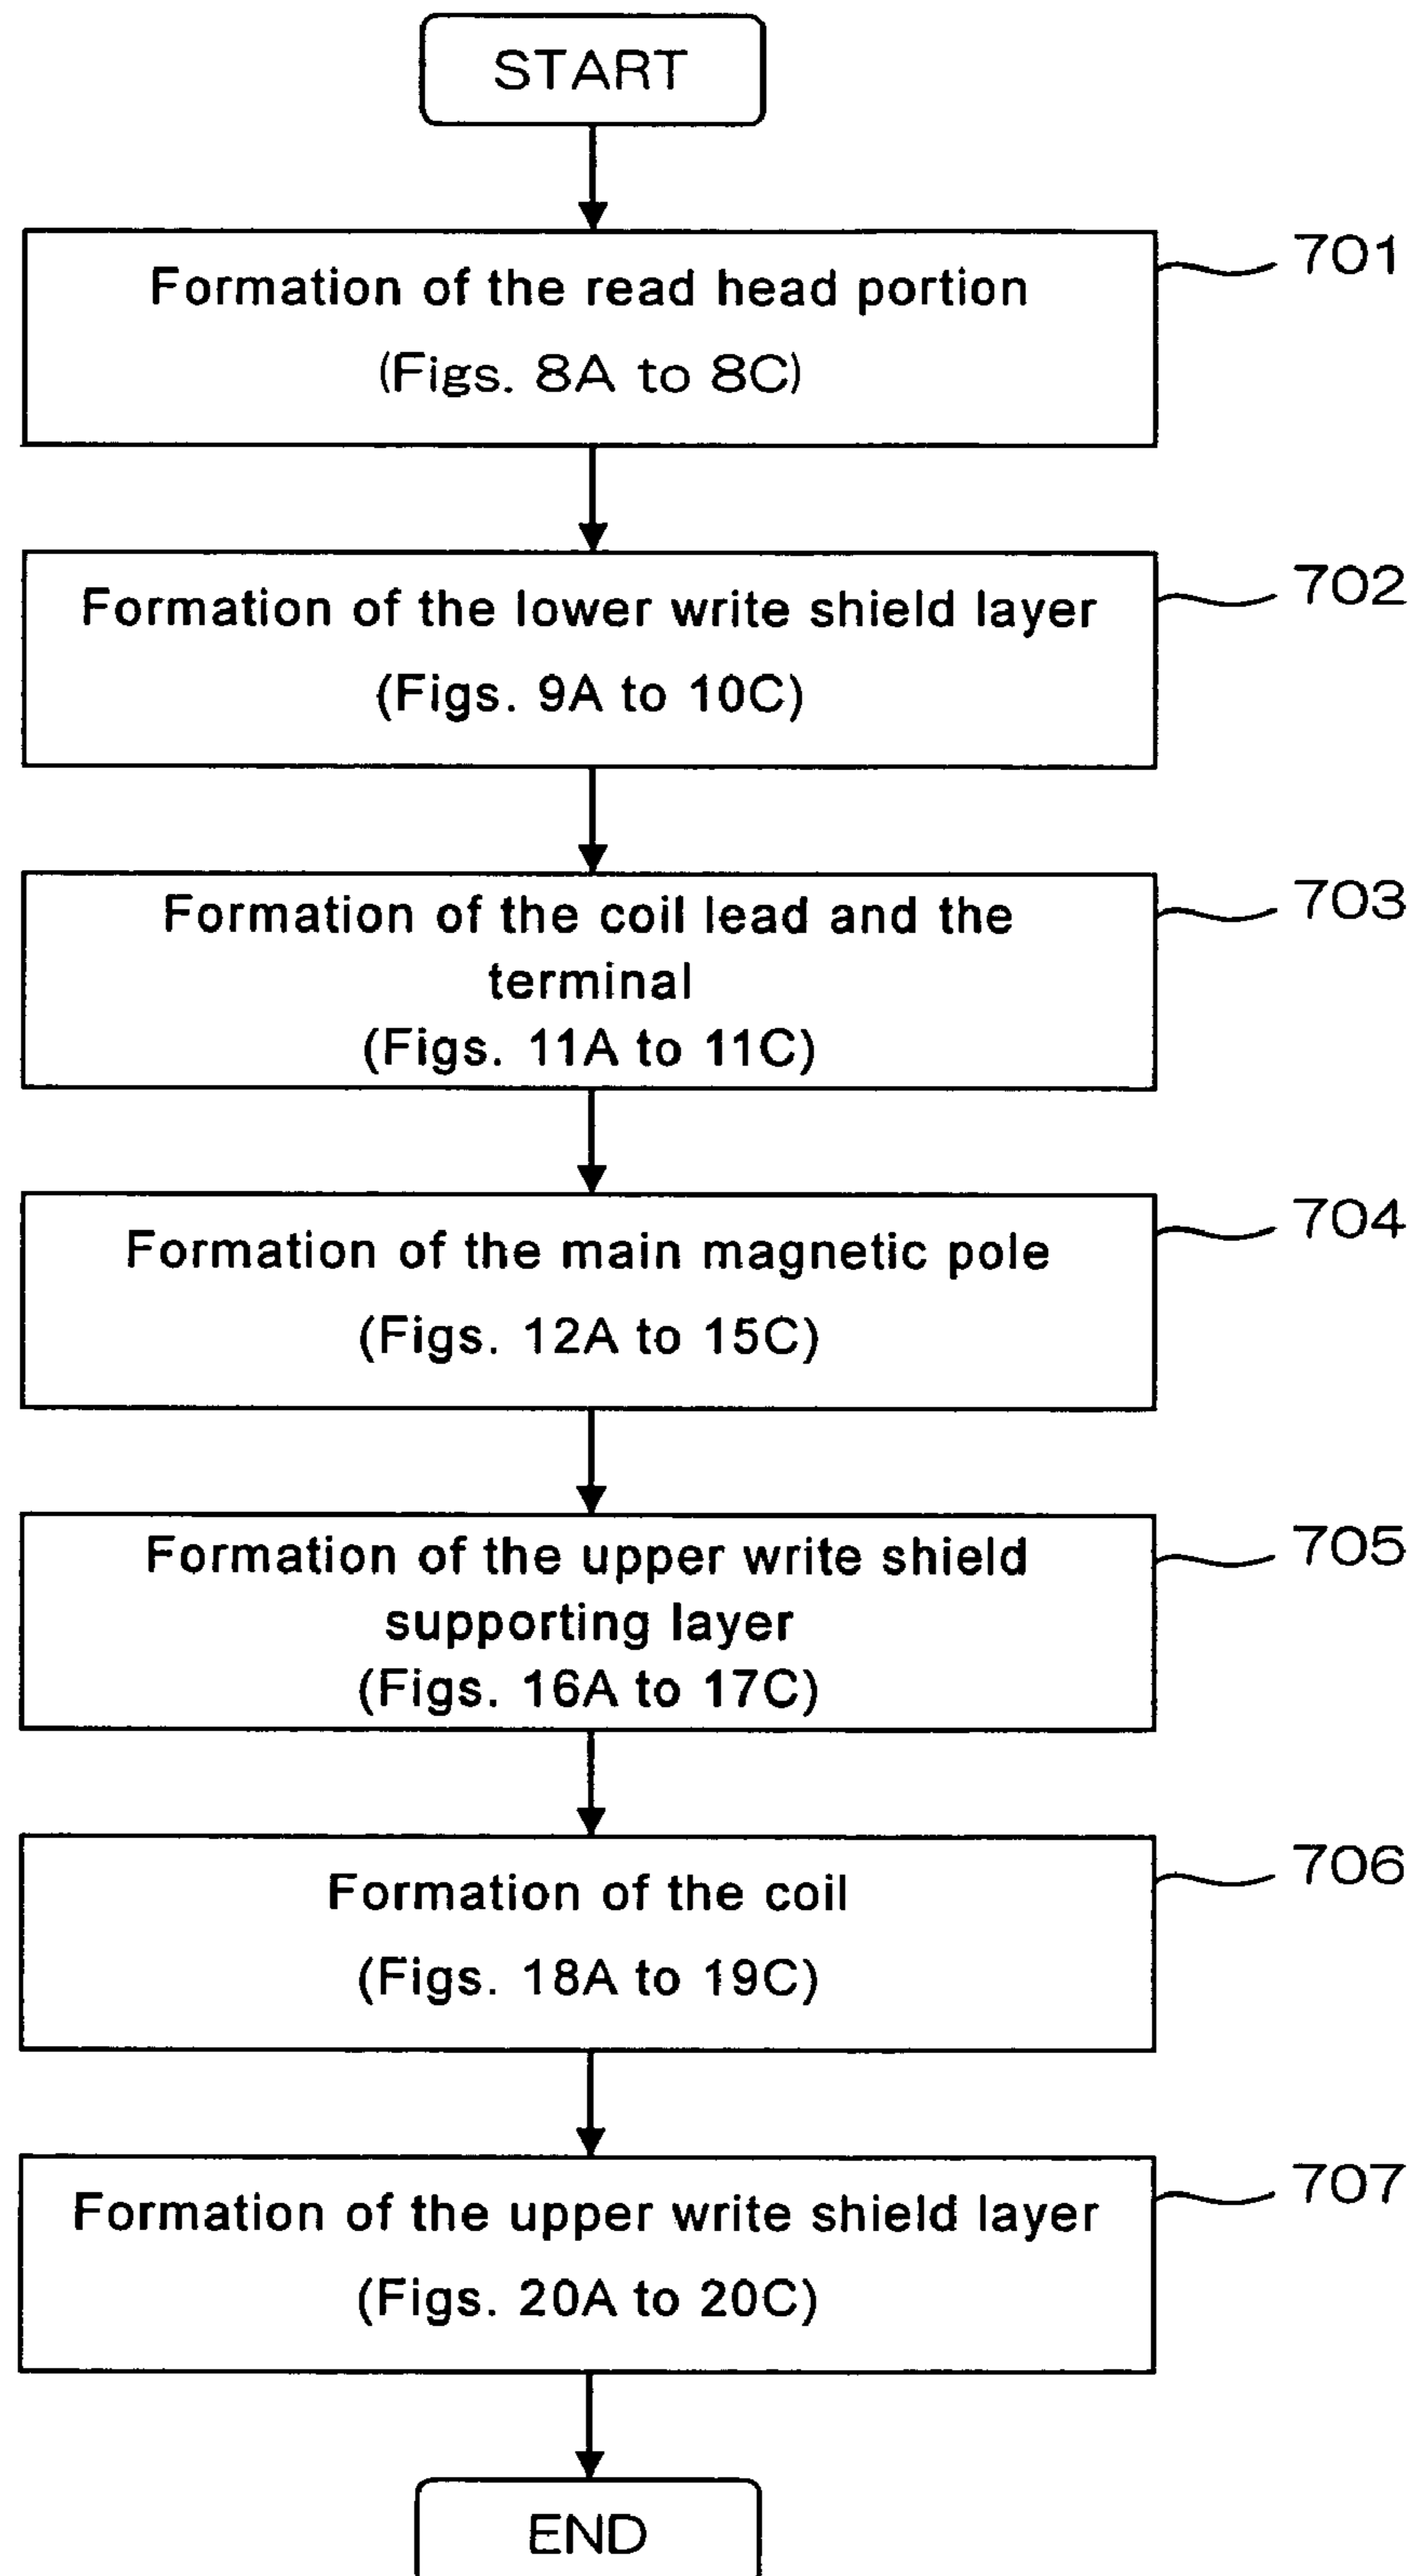 START
Formation of the read head portion
(Figs. 8A to 8C)
701
Formation of the lower write shield layer
(Figs. 9A to 10C)
702
Formation of the coil lead and the
terminal
(Figs. 11A to 11C)
703
Formation of the main magnetic pole
(Figs. 12A to 15C)
704
Formation of the upper write shield
supporting layer
(Figs. 16A to 17C)
705
Formation of the coil
(Figs. 18A to 19C)
706
Formation of the upper write shield layer
(Figs. 20A to 20C)
707
END